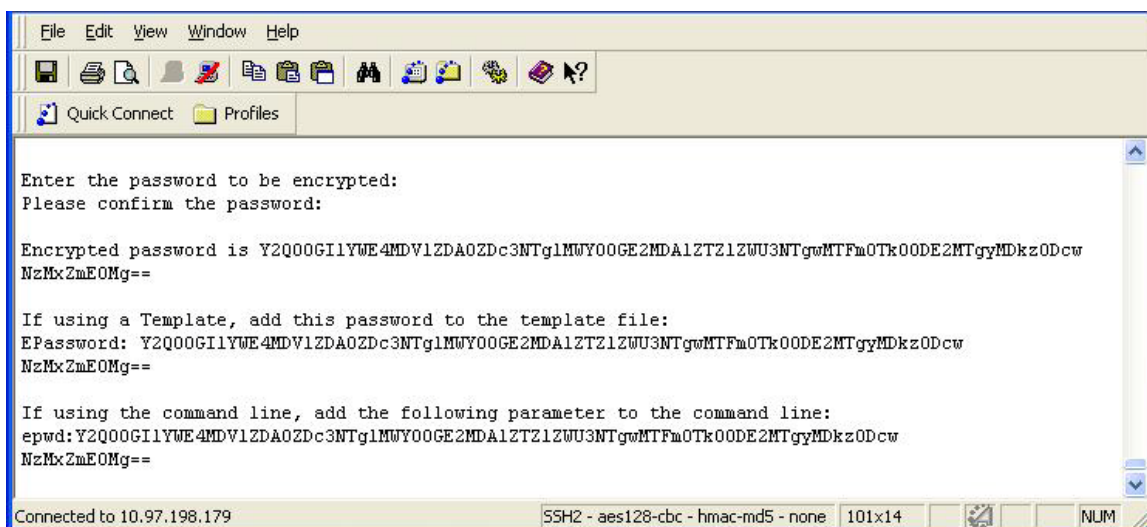 File Edit View Window Help
Quick Connect Profiles
Enter the password to be encrypted:
Please confirm the password:
Encrypted password is Y2Q0OGI1YWE4MDV1ZDA0ZDc3NTg1MWY0OGE2MDA1ZTZ1ZWU3NTgwMTFmOTk0ODE2MTgyMDkzODcw
NzMxZmE0Mg==
If using a Template, add this password to the template file:
EPassword: Y2Q0OGI1YWE4MDV1ZDA0ZDc3NTg1MWY0OGE2MDA1ZTZ1ZWU3NTgwMTFmOTk0ODE2MTgyMDkzODcw
NzMxZmE0Mg==
If using the command line, add the following parameter to the command line:
epwd:Y2Q0OGI1YWE4MDV1ZDA0ZDc3NTg1MWY0OGE2MDA1ZTZ1ZWU3NTgwMTFmOTk0ODE2MTgyMDkzODcw
NzMxZmE0Mg==
Connected to 10.97.198.179 SSH2 - aes128-cbc - hmac-md5 - none 101x14 NUM